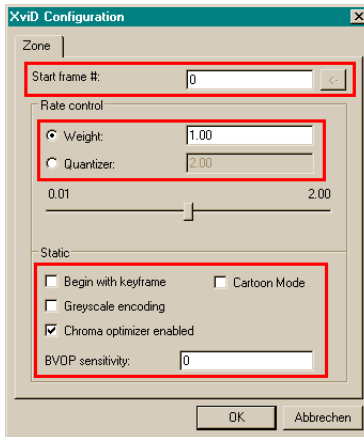 XviD Configuration
Zone
Start frame #: 0 <-
Rate control
Weight: 1.00
Quantizer: 2.00
0.01 2.00
Static
Begin with keyframe Cartoon Mode
Greyscale encoding
Chroma optimizer enabled
BVOP sensitivity: 0
OK Abbrechen